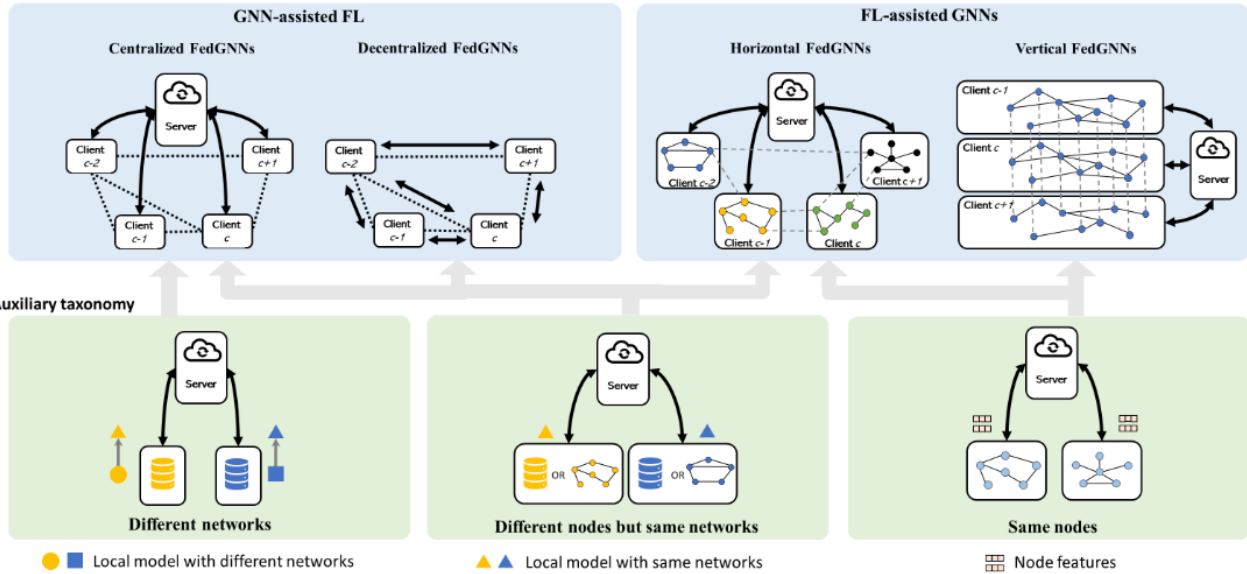 GNN-assisted FL
FL-assisted GNNs
Centralized FedGNNs
Decentralized FedGNNs
Horizontal FedGNNs
Vertical FedGNNs
Server
Client
c-2
Client
c+1
Client
c-1
Client
c
Client
c-2
Client
c+1
Client
c-1
Client
c
Server
Client c-2
Client c+1
Client c-1
Client c
Client c-1
Client c
Client c+1
Server
Auxiliary taxonomy
Server
Different networks
Server
OR
OR
Different nodes but same networks
Server
Same nodes
Local model with different networks
Local model with same networks
Node features